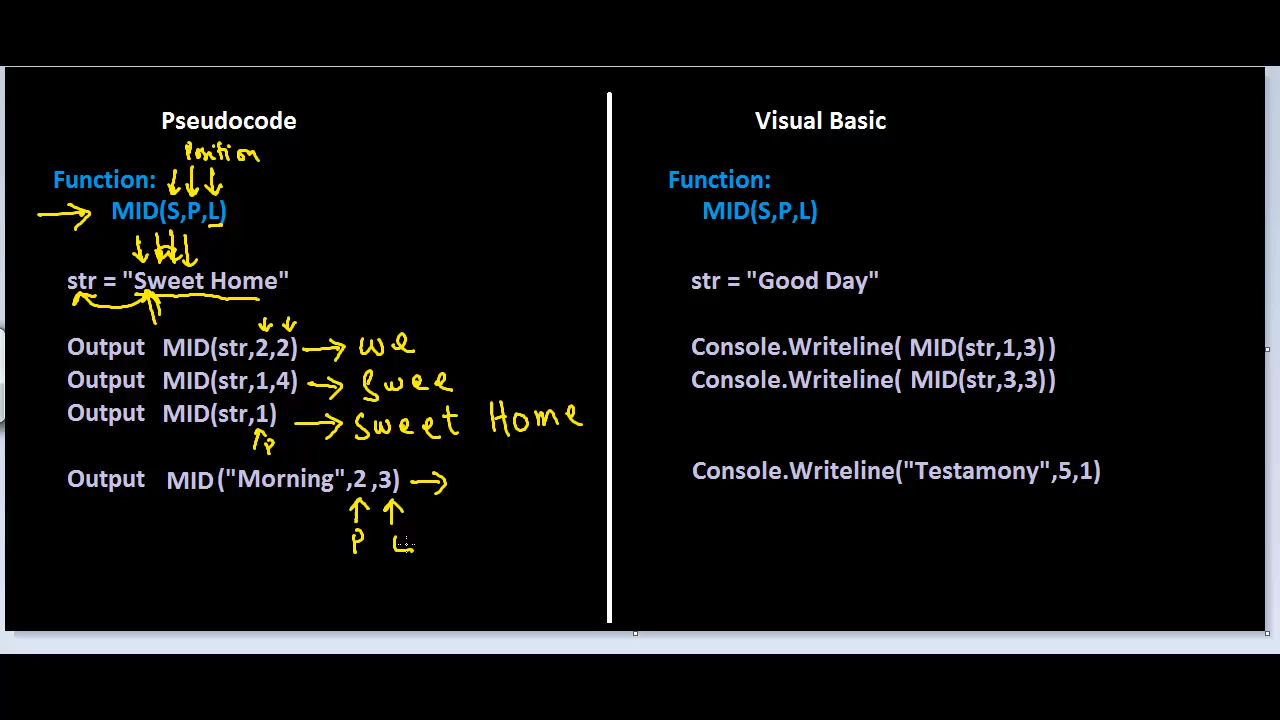 Pseudocode
Position
Function:
MID(S,P,L)
str = "Sweet Home"
Output MID(str,2,2) we
Output MID(str,1,4) Swee
Output MID(str,1) Sweet Home
P
Output MID("Morning",2,3)
P L
Visual Basic
Function:
MID(S,P,L)
str = "Good Day"
Console.Writeline( MID(str,1,3))
Console.Writeline( MID(str,3,3))
Console.Writeline("Testamony",5,1)